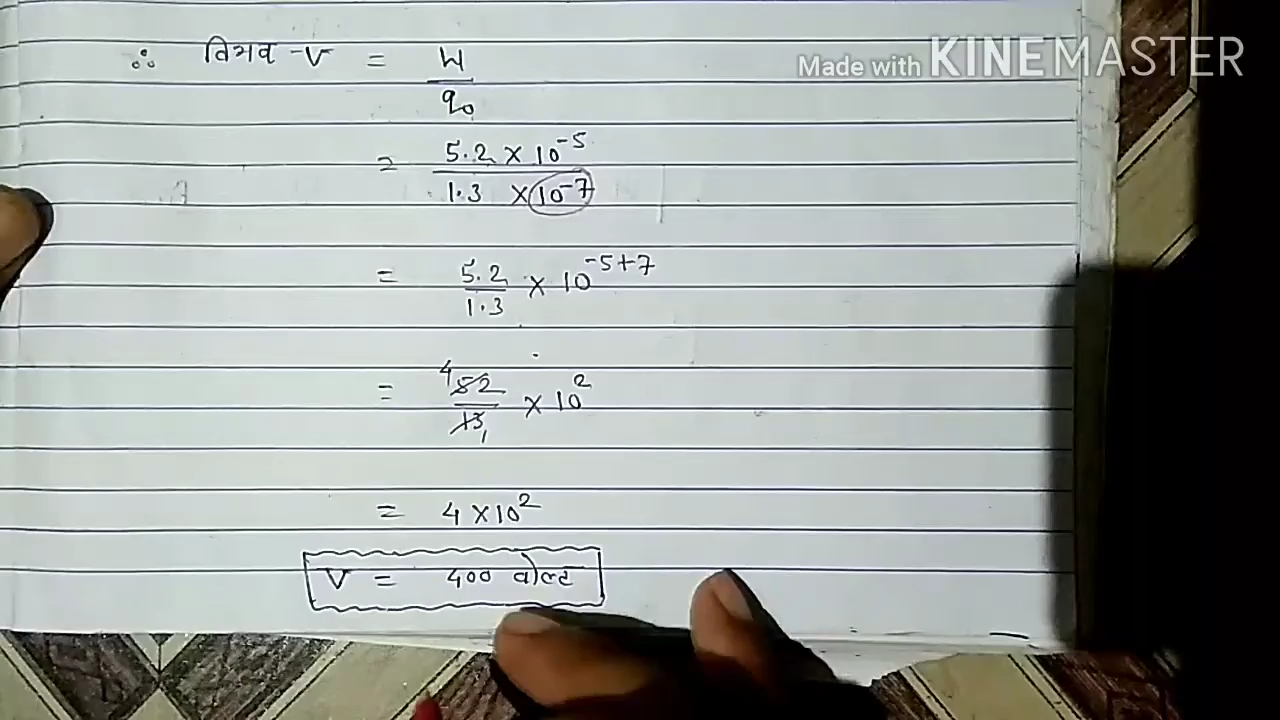 Made with KINEMASTER
∴ विभव -V = W/q₀
= 5.2 × 10⁻⁵ / 1.3 × 10⁻⁷
= 5.2/1.3 × 10⁻⁵⁺⁷
= 4 52/13 1 × 10²
= 4 × 10²
V = 400 वोल्ट